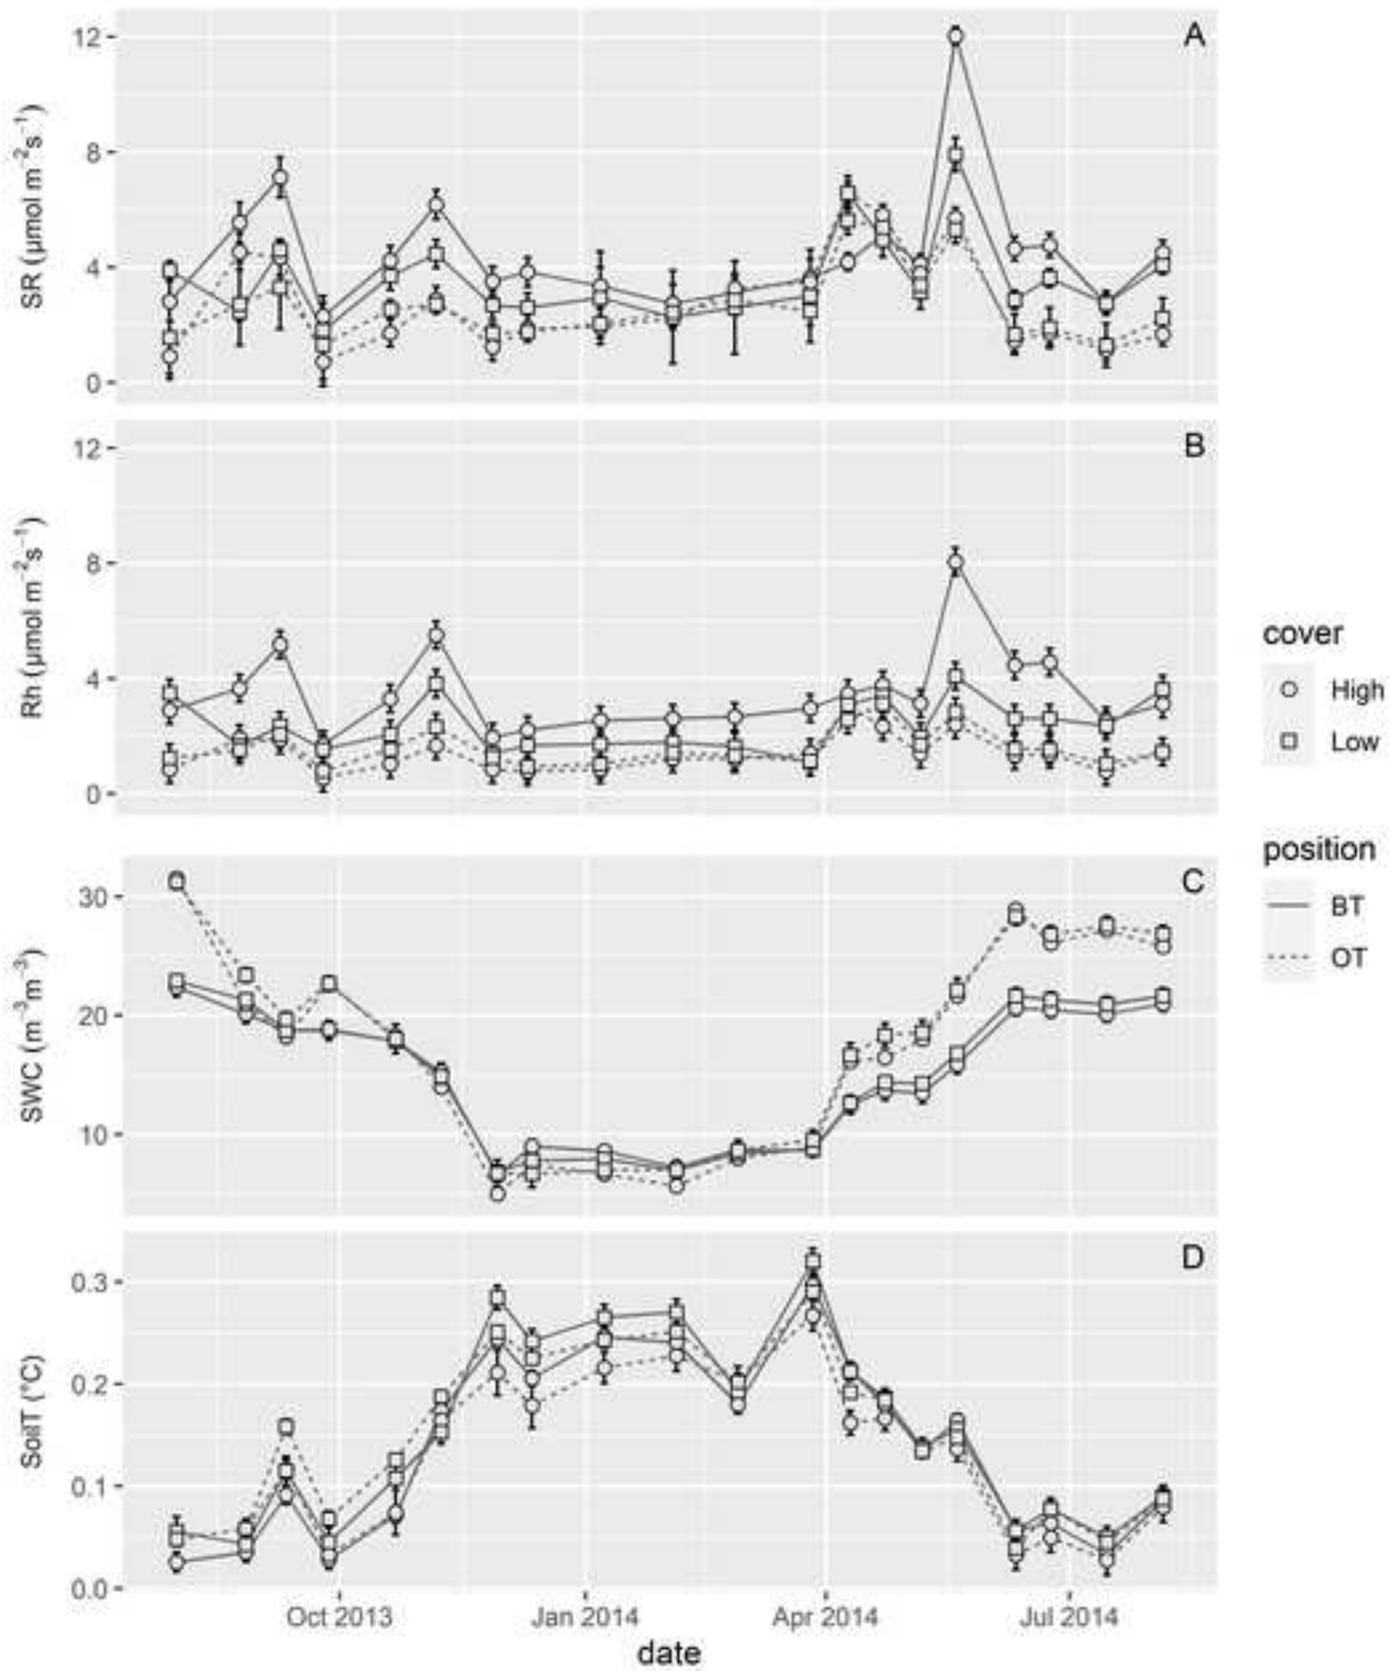 A
12
8
4
0
SR (μmol m⁻²s⁻¹)
B
12
8
4
0
Rh (μmol m⁻²s⁻¹)
C
30
20
10
SWC (m⁻³m⁻³)
D
0.3
0.2
0.1
0.0
SoilT (°C)
Oct 2013 Jan 2014 Apr 2014 Jul 2014
date
cover
High
Low
position
BT
OT